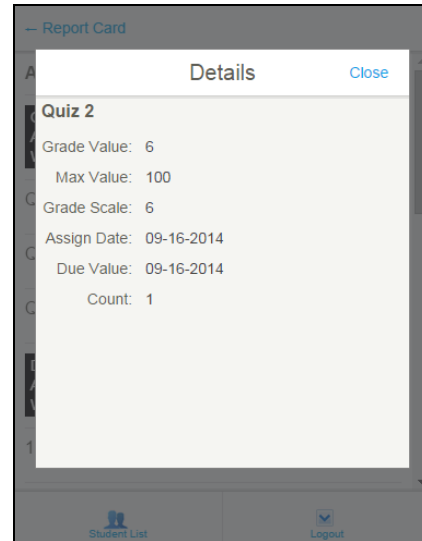 ← Report Card
Details
Close
Quiz 2
Grade Value: 6
Max Value: 100
Grade Scale: 6
Assign Date: 09-16-2014
Due Value: 09-16-2014
Count: 1
Student List
Logout